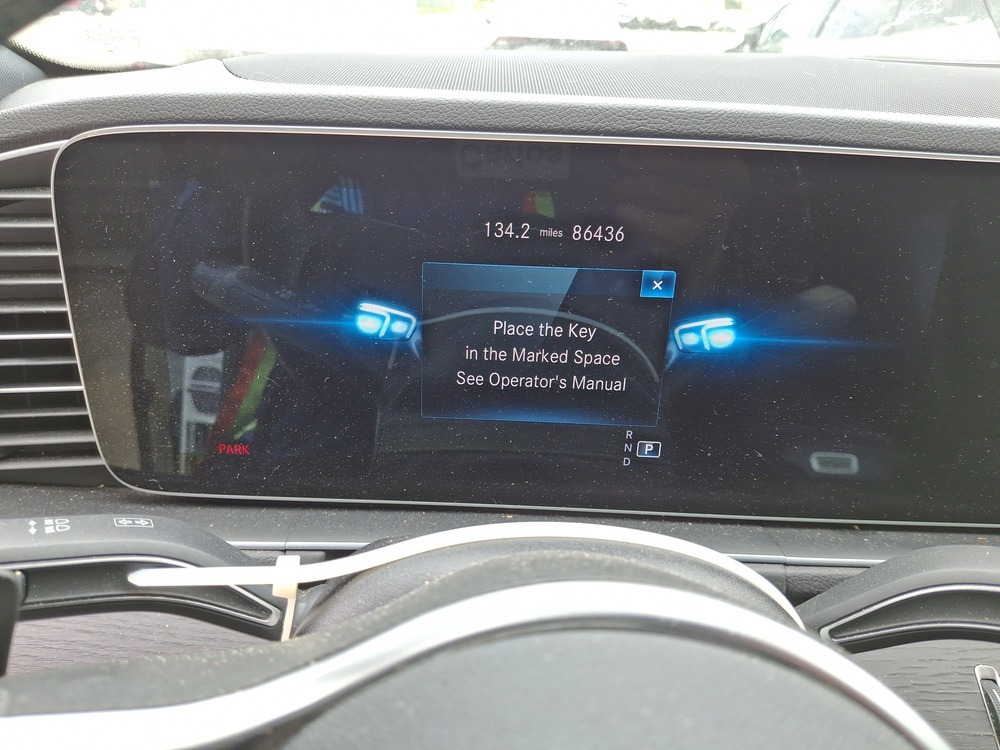 134.2 miles 86436
×
Place the Key
in the Marked Space
See Operator's Manual
PARK
R
N P
D